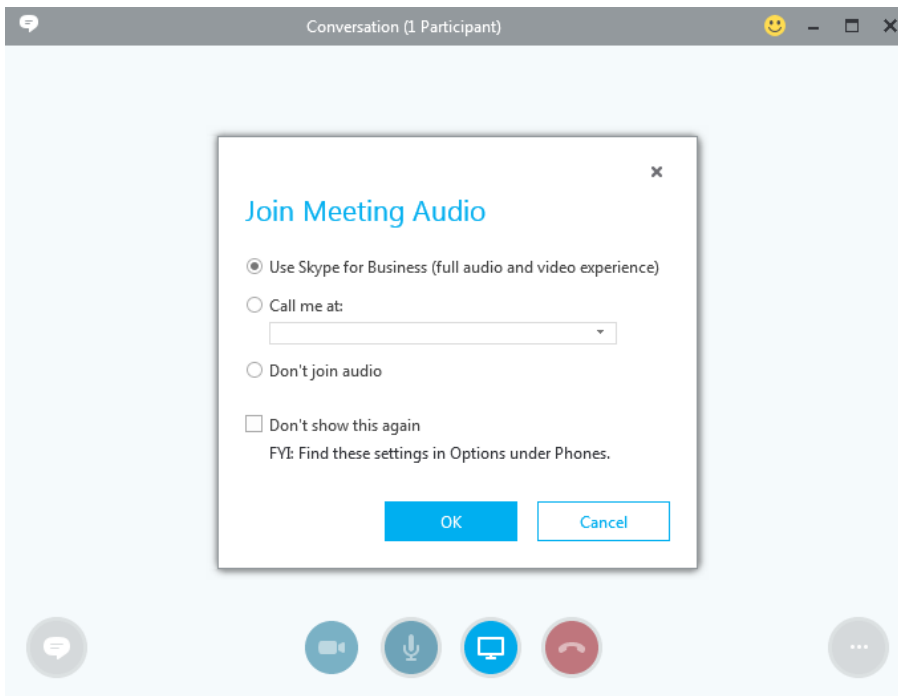 Conversation (1 Participant)
Join Meeting Audio
Use Skype for Business (full audio and video experience)
Call me at:
Don't join audio
Don't show this again
FYI: Find these settings in Options under Phones.
OK Cancel